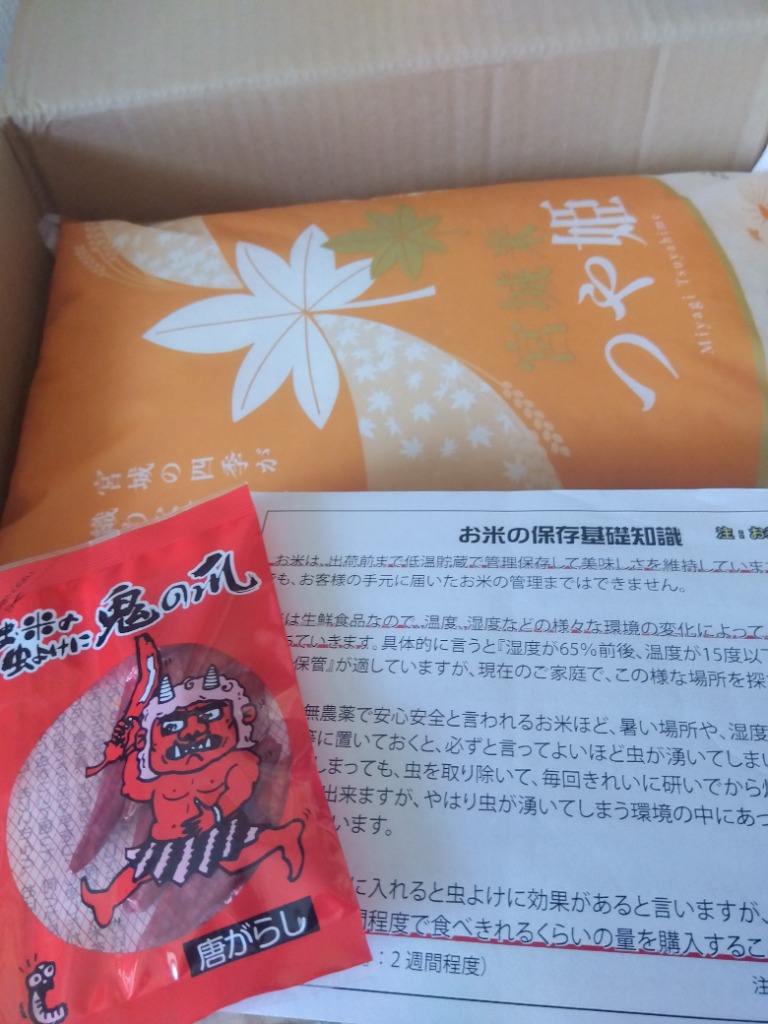 つや姫
宮城米
Miyagi Tsuyahime
宮城の四季が
お米の保存基礎知識
お米は、出荷前まで低温貯蔵で管理保存して美味しさを維持していま
も、お客様の手元に届いたお米の管理まではできません。
は生鮮食品なので、温度、湿度などの様々な環境の変化によって
ちていきます。具体的に言うと『湿度が65%前後、温度が15度以下
保管』が適していますが、現在のご家庭で、この様な場所を探
無農薬で安心安全と言われるお米ほど、暑い場所や、湿度
に置いておくと、必ずと言ってよいほど虫が湧いてしまい
しまっても、虫を取り除いて、毎回きれいに研いでから
出来ますが、やはり虫が湧いてしまう環境の中にあっ
います。
に入れると虫よけに効果があると言いますが、
間程度で食べきれるくらいの量を購入するこ
：2週間程度）
注
お米の
虫よけに
鬼の爪
唐がらし